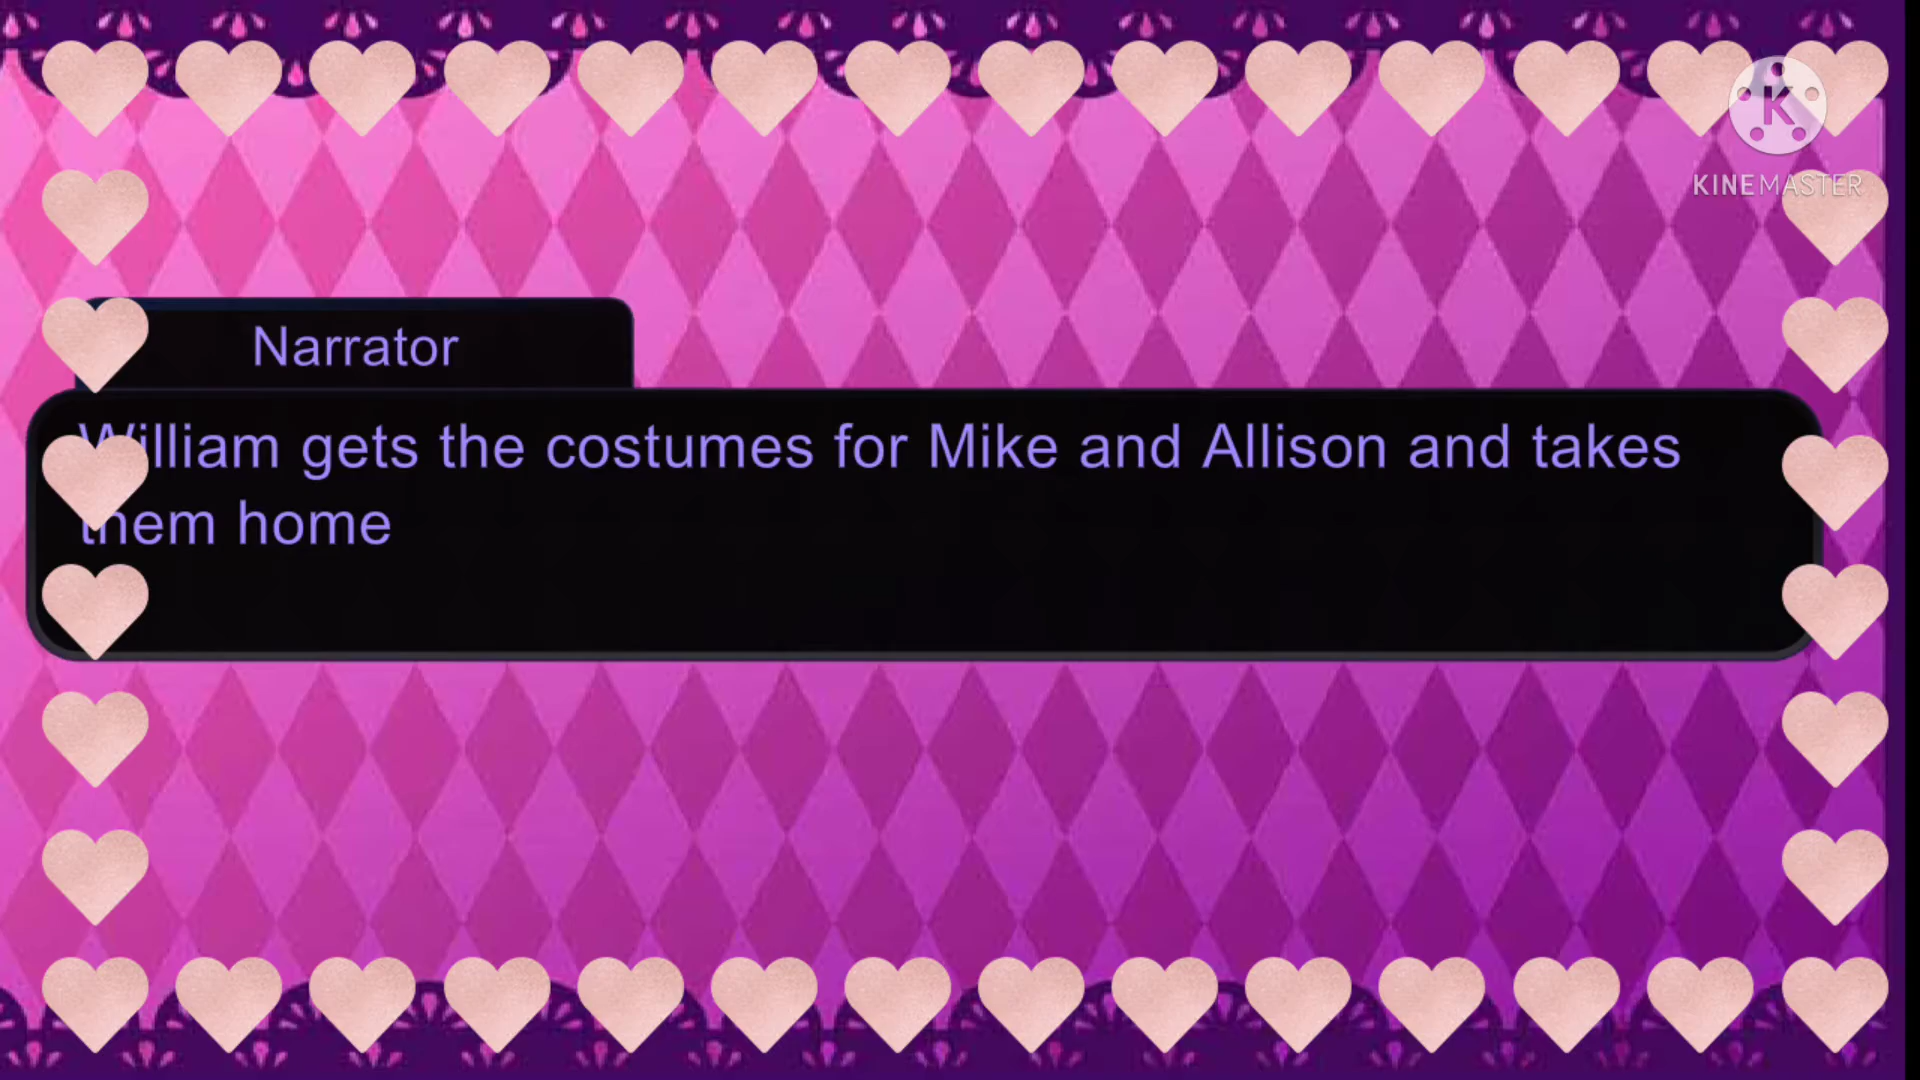 K
KINEMASTER
Narrator
William gets the costumes for Mike and Allison and takes
them home